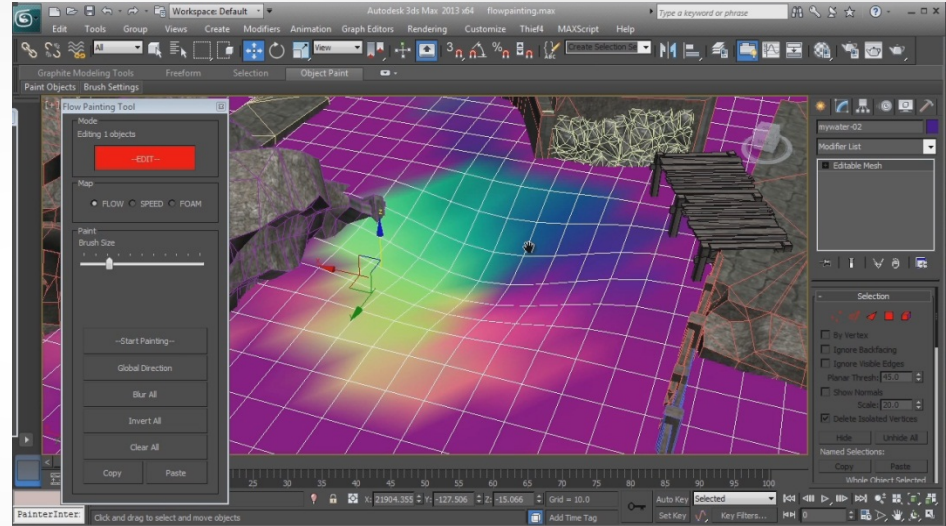 Workspace: Default
Autodesk 3ds Max 2013 x64 flowpainting.max
Type a keyword or phrase
Edit Tools Group Views Create Modifiers Animation Graph Editors Rendering Customize Thief4 MAXScript Help
All View Create Selection Se
Graphite Modeling Tools Freeform Selection Object Paint
Paint Objects Brush Settings
Flow Painting Tool
Mode
Editing 1 objects
--EDIT--
Map
FLOW SPEED FOAM
Paint
Brush Size
--Start Painting--
Global Direction
Blur All
Invert All
Clear All
Copy Paste
mywater-02
Modifier List
Editable Mesh
Selection
By Vertex
Ignore Backfacing
Ignore Visible Edges
Planar Thresh: 45.0
Show Normals
Scale: 20.0
Delete Isolated Vertices
Hide Unhide All
Named Selections:
Copy Paste
Whole Object Selected
25 30 35 40 45 50 55 60 65 70 75 80 85 90 95 100
X: 21904.355 Y: -127.506 Z: -15.066 Grid = 10.0
Auto Key Selected
PainterInter:
Click and drag to select and move objects
Add Time Tag
Set Key Key Filters... 0